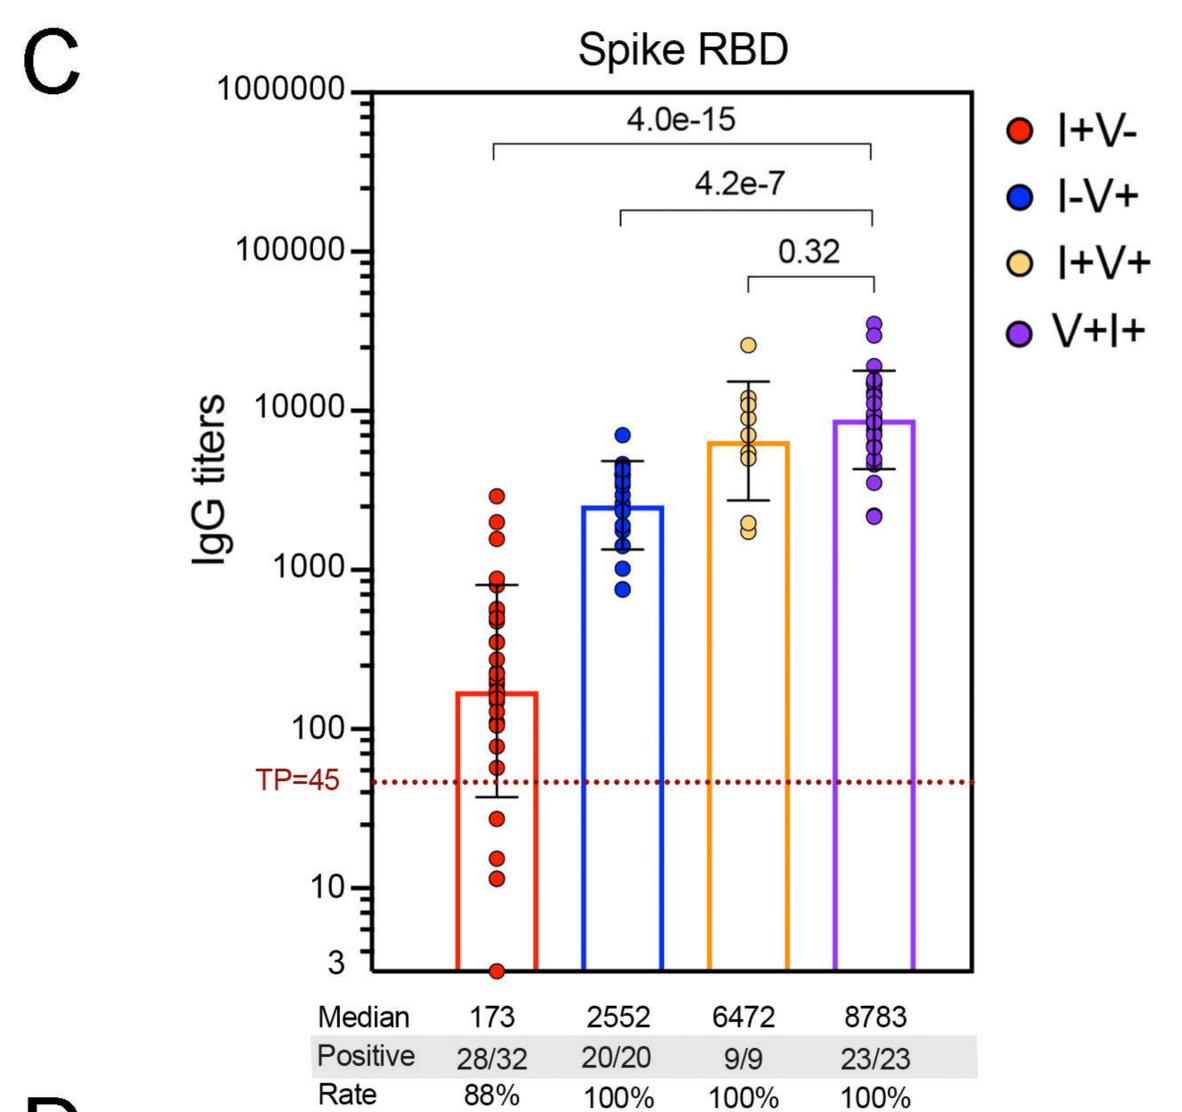 C
Spike RBD
IgG titers
1000000
100000
10000
1000
100
TP=45
10
3
4.0e-15
4.2e-7
0.32
I+V-
I-V+
I+V+
V+I+
Median 173 2552 6472 8783
Positive 28/32 20/20 9/9 23/23
Rate 88% 100% 100% 100%